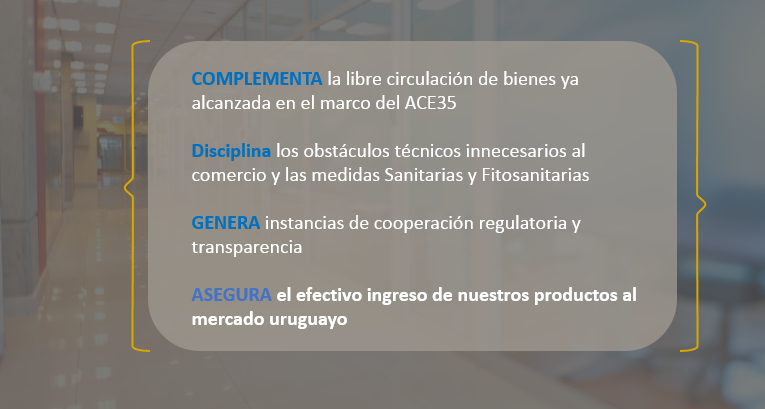 COMPLEMENTA la libre circulación de bienes ya
alcanzada en el marco del ACE35
Disciplina los obstáculos técnicos innecesarios al
comercio y las medidas Sanitarias y Fitosanitarias
GENERA instancias de cooperación regulatoria y
transparencia
ASEGURA el efectivo ingreso de nuestros productos al
mercado uruguayo